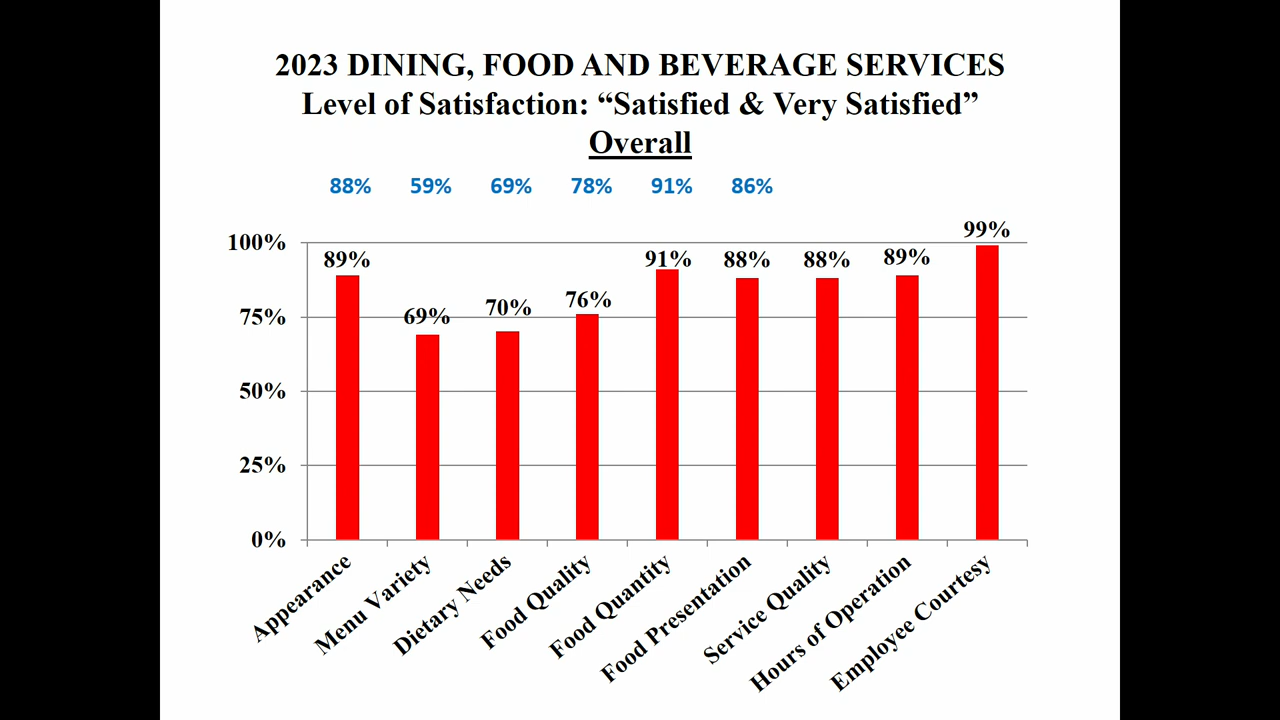 2023 DINING, FOOD AND BEVERAGE SERVICES
Level of Satisfaction: “Satisfied & Very Satisfied”
Overall
88% 59% 69% 78% 91% 86%
99%
100%
89% 69% 70% 76% 91% 88% 88% 89%
75%
50%
25%
0%
Appearance
Menu Variety
Dietary Needs
Food Quality
Food Quantity
Food Presentation
Service Quality
Hours of Operation
Employee Courtesy